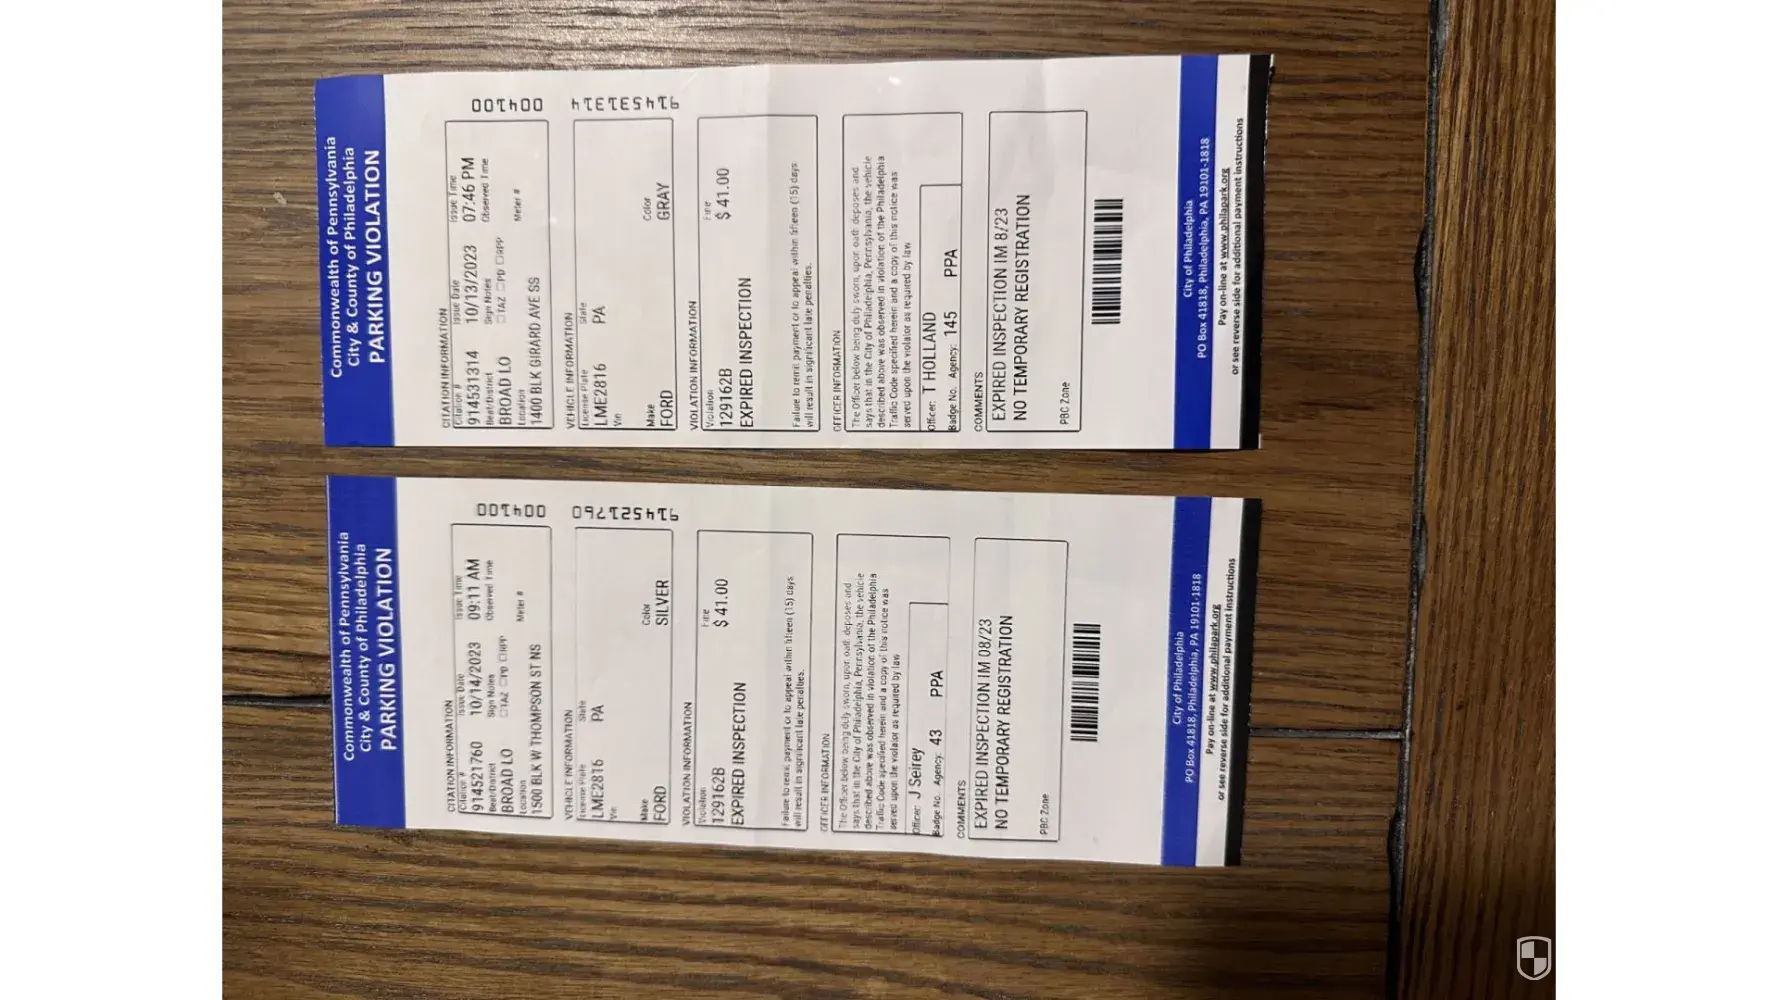 Commonwealth of Pennsylvania
City & County of Philadelphia
PARKING VIOLATION
004100
CITATION INFORMATION
Citation # Issue Date Issue Time
914531314 10/13/2023 07:46 PM
Beat/District Sign Notes Observed Time
BROAD LO TAZ PD RPP
Location Meter #
1400 BLK GIRARD AVE SS
914531314
VEHICLE INFORMATION
License Plate State
LME2816 PA
Vin
Make Color
FORD GRAY
VIOLATION INFORMATION
Violation Fine
129162B $ 41.00
EXPIRED INSPECTION
Failure to remit payment or to appeal within fifteen (15) days
will result in significant late penalties.
OFFICER INFORMATION
The Officer below being duly sworn, upon oath deposes and
says that in the City of Philadelphia, Pennsylvania, the vehicle
described above was observed in violation of the Philadelphia
Traffic Code specified herein and a copy of this notice was
served upon the violator as required by law
Officer: T HOLLAND
Badge No. Agency: 145 PPA
COMMENTS
EXPIRED INSPECTION IM 8/23
NO TEMPORARY REGISTRATION
PBC Zone
City of Philadelphia
PO Box 41818, Philadelphia, PA 19101-1818
Pay on-line at www.philapark.org
or see reverse side for additional payment instructions
Commonwealth of Pennsylvania
City & County of Philadelphia
PARKING VIOLATION
004100
CITATION INFORMATION
Citation # Issue Date Issue Time
914521760 10/14/2023 09:11 AM
Beat/District Sign Notes Observed Time
BROAD LO TAZ PD RPP
Location Meter #
1500 BLK W THOMPSON ST NS
914521760
VEHICLE INFORMATION
License Plate State
LME2816 PA
Vin
Make Color
FORD SILVER
VIOLATION INFORMATION
Violation Fine
129162B $ 41.00
EXPIRED INSPECTION
Failure to remit payment or to appeal within fifteen (15) days
will result in significant late penalties.
OFFICER INFORMATION
The Officer below being duly sworn, upon oath deposes and
says that in the City of Philadelphia, Pennsylvania, the vehicle
described above was observed in violation of the Philadelphia
Traffic Code specified herein and a copy of this notice was
served upon the violator as required by law
Officer: J Seirey
Badge No. Agency: 43 PPA
COMMENTS
EXPIRED INSPECTION IM 08/23
NO TEMPORARY REGISTRATION
PBC Zone
City of Philadelphia
PO Box 41818, Philadelphia, PA 19101-1818
Pay on-line at www.philapark.org
or see reverse side for additional payment instructions